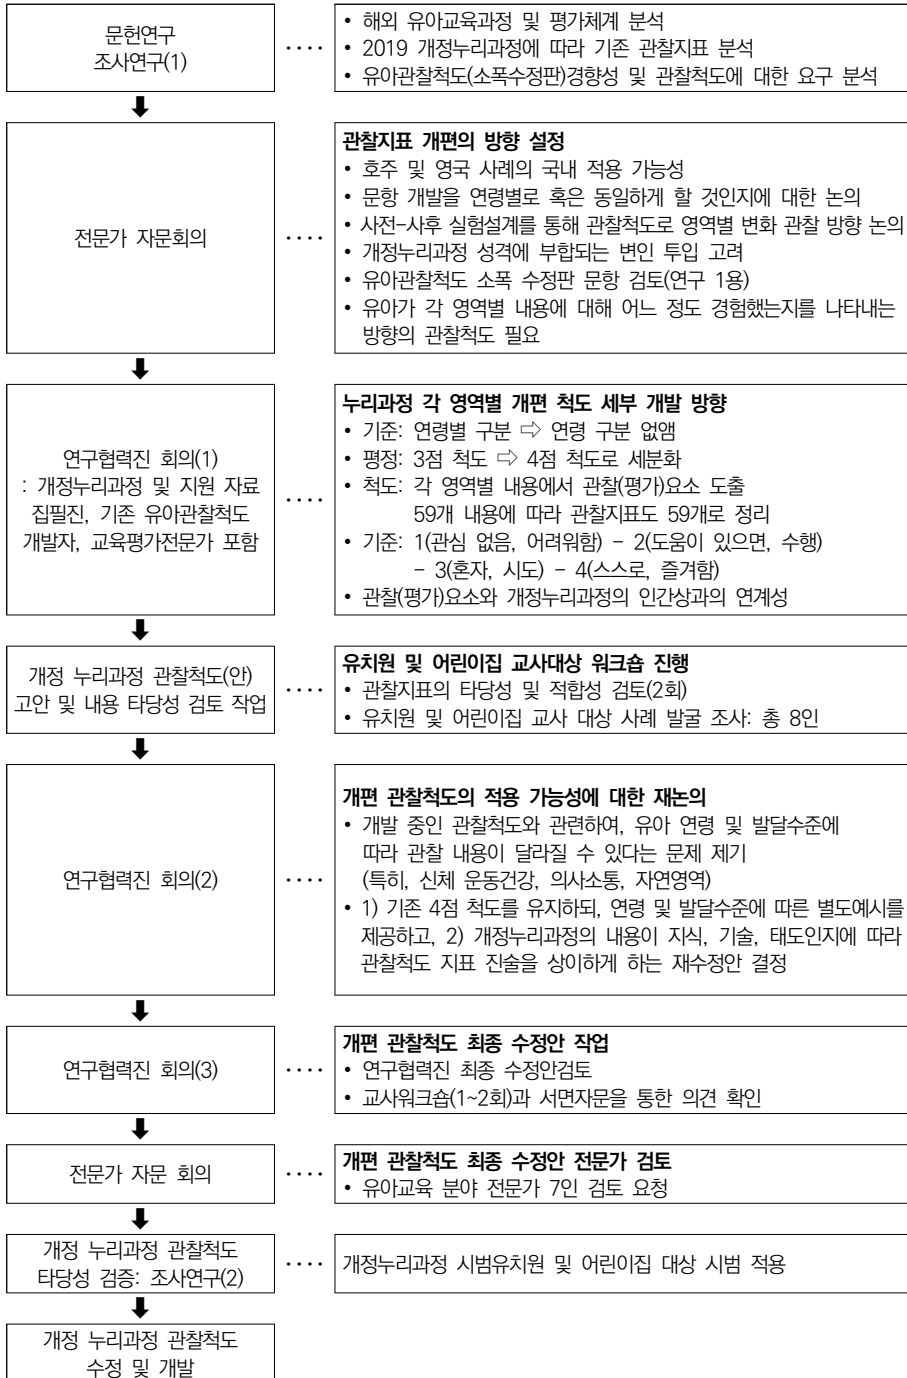 문헌연구
조사연구(1)
····
• 해외 유아교육과정 및 평가체계 분석
• 2019 개정누리과정에 따라 기존 관찰지표 분석
• 유아관찰척도(소폭수정판)경향성 및 관찰척도에 대한 요구 분석
전문가 자문회의
····
관찰지표 개편의 방향 설정
• 호주 및 영국 사례의 국내 적용 가능성
• 문항 개발을 연령별로 혹은 동일하게 할 것인지에 대한 논의
• 사전-사후 실험설계를 통해 관찰척도로 영역별 변화 관찰 방향 논의
• 개정누리과정 성격에 부합되는 변인 투입 고려
• 유아관찰척도 소폭 수정판 문항 검토(연구 1용)
• 유아가 각 영역별 내용에 대해 어느 정도 경험했는지를 나타내는
방향의 관찰척도 필요
연구협력진 회의(1)
: 개정누리과정 및 지원 자료
집필진, 기존 유아관찰척도
개발자, 교육평가전문가 포함
····
누리과정 각 영역별 개편 척도 세부 개발 방향
• 기준: 연령별 구분 ⇨ 연령 구분 없앰
• 평정: 3점 척도 ⇨ 4점 척도로 세분화
• 척도: 각 영역별 내용에서 관찰(평가)요소 도출
59개 내용에 따라 관찰지표도 59개로 정리
• 기준: 1(관심 없음, 어려워함) - 2(도움이 있으면, 수행)
- 3(혼자, 시도) - 4(스스로, 즐겨함)
• 관찰(평가)요소와 개정누리과정의 인간상과의 연계성
개정 누리과정 관찰척도(안)
고안 및 내용 타당성 검토 작업
····
유치원 및 어린이집 교사대상 워크숍 진행
• 관찰지표의 타당성 및 적합성 검토(2회)
• 유치원 및 어린이집 교사 대상 사례 발굴 조사: 총 8인
연구협력진 회의(2)
····
개편 관찰척도의 적용 가능성에 대한 재논의
• 개발 중인 관찰척도와 관련하여, 유아 연령 및 발달수준에
따라 관찰 내용이 달라질 수 있다는 문제 제기
(특히, 신체 운동건강, 의사소통, 자연영역)
• 1) 기존 4점 척도를 유지하되, 연령 및 발달수준에 따른 별도예시를
제공하고, 2) 개정누리과정의 내용이 지식, 기술, 태도인지에 따라
관찰척도 지표 진술을 상이하게 하는 재수정안 결정
연구협력진 회의(3)
····
개편 관찰척도 최종 수정안 작업
• 연구협력진 최종 수정안검토
• 교사워크숍(1~2회)과 서면자문을 통한 의견 확인
전문가 자문 회의
····
개편 관찰척도 최종 수정안 전문가 검토
• 유아교육 분야 전문가 7인 검토 요청
개정 누리과정 관찰척도
타당성 검증: 조사연구(2)
····
개정누리과정 시범유치원 및 어린이집 대상 시범 적용
개정 누리과정 관찰척도
수정 및 개발